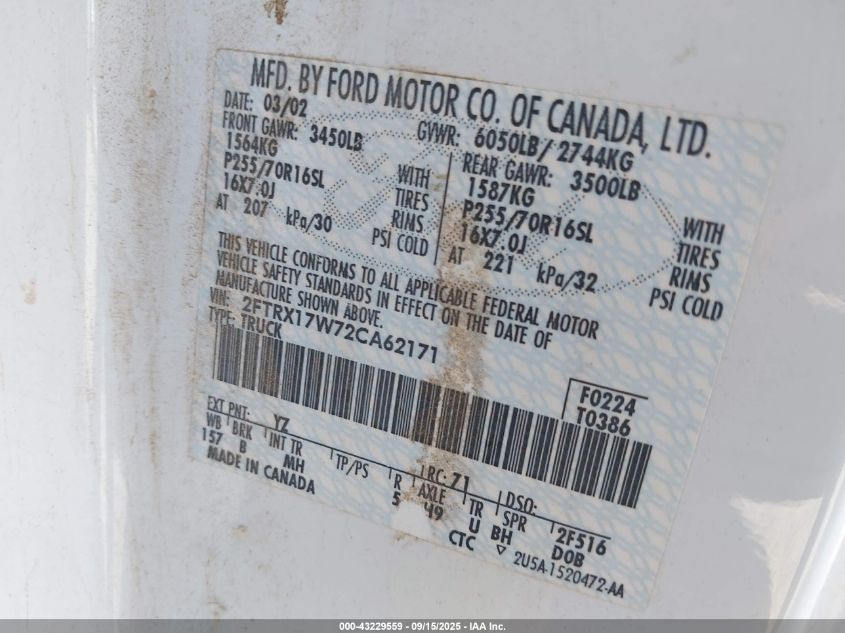 MFD. BY FORD MOTOR CO. OF CANADA, LTD.
DATE: 03/02 GVWR: 6050LB/ 2744KG
FRONT GAWR: 3450LB REAR GAWR: 3500LB
1564KG WITH 1587KG WITH
P255/70R16SL TIRES P255/70R16SL TIRES
16X7.0J RIMS 16X7.0J RIMS
AT 207 kPa/30 PSI COLD AT 221 kPa/32 PSI COLD
THIS VEHICLE CONFORMS TO ALL APPLICABLE FEDERAL MOTOR
VEHICLE SAFETY STANDARDS IN EFFECT ON THE DATE OF
MANUFACTURE SHOWN ABOVE.
VIN: 2FTRX17W72CA62171
TYPE: TRUCK
F0224
T0386
EXT PNT: YZ RC: 71 DSO:
WB BRK INT TR TP/PS R AXLE TR SPR 2F516
157 B MH 5 49 U BH DOB
MADE IN CANADA CTC 2U5A-1520472-AA
000-43229559 - 09/15/2025 - IAA Inc.